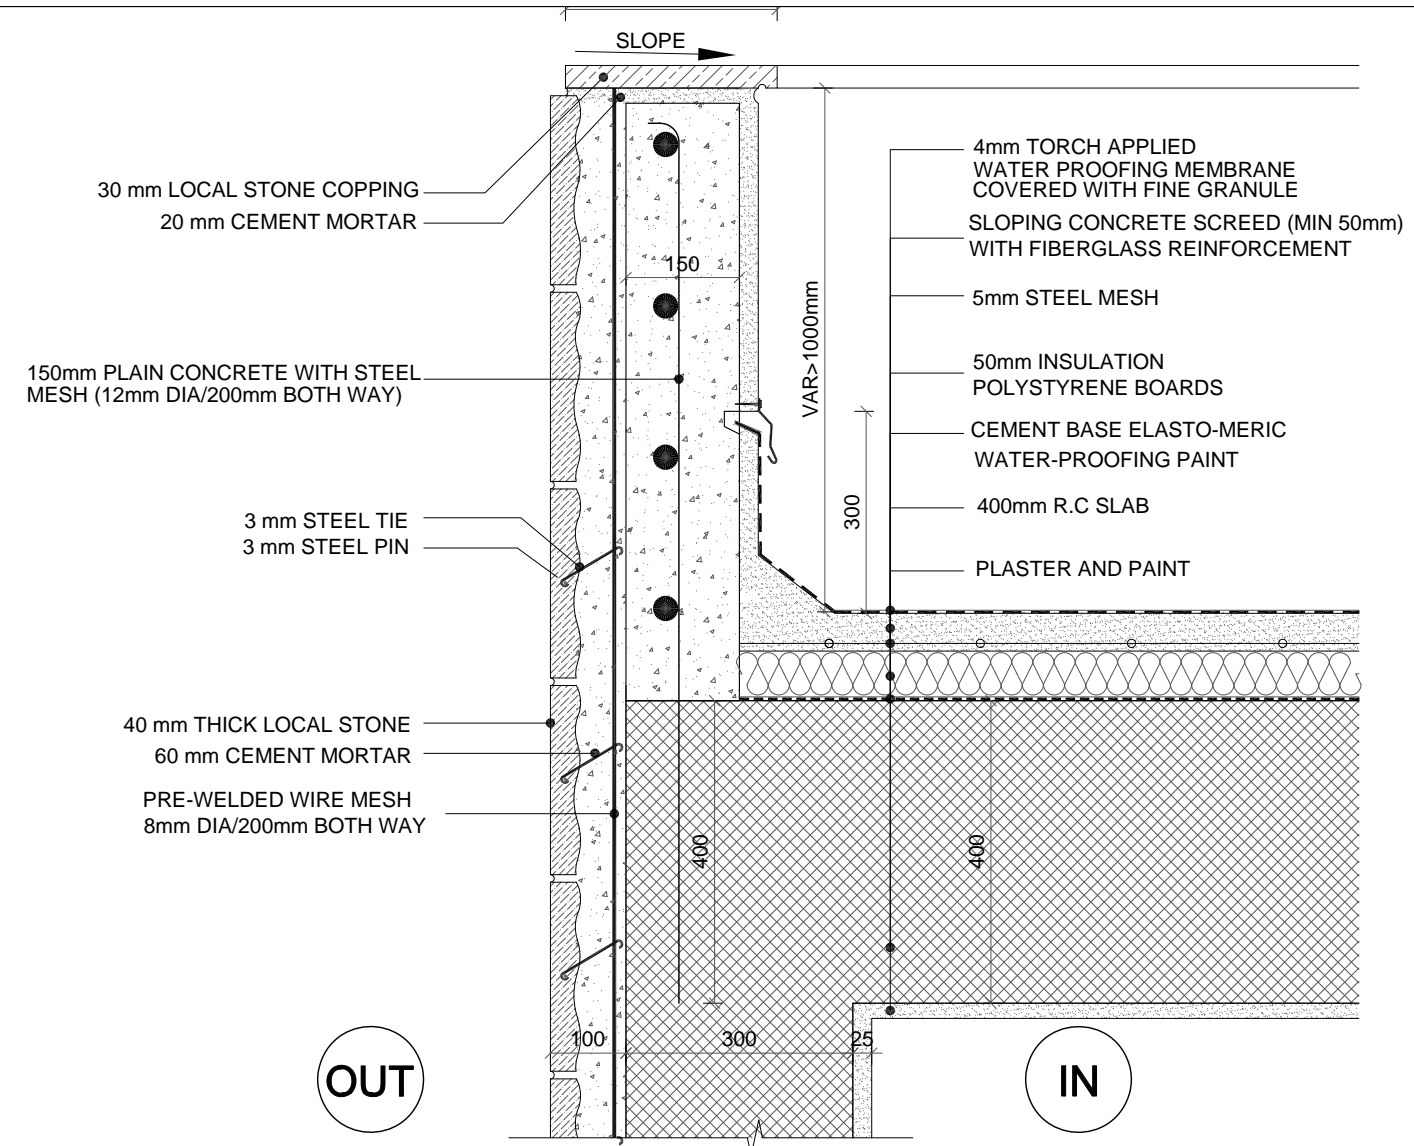 SLOPE
30 mm LOCAL STONE COPPING
20 mm CEMENT MORTAR
150mm PLAIN CONCRETE WITH STEEL
MESH (12mm DIA/200mm BOTH WAY)
3 mm STEEL TIE
3 mm STEEL PIN
40 mm THICK LOCAL STONE
60 mm CEMENT MORTAR
PRE-WELDED WIRE MESH
8mm DIA/200mm BOTH WAY
150
VAR>1000mm
300
400
400
100
300
25
4mm TORCH APPLIED
WATER PROOFING MEMBRANE
COVERED WITH FINE GRANULE
SLOPING CONCRETE SCREED (MIN 50mm)
WITH FIBERGLASS REINFORCEMENT
5mm STEEL MESH
50mm INSULATION
POLYSTYRENE BOARDS
CEMENT BASE ELASTO-MERIC
WATER-PROOFING PAINT
400mm R.C SLAB
PLASTER AND PAINT
OUT
IN